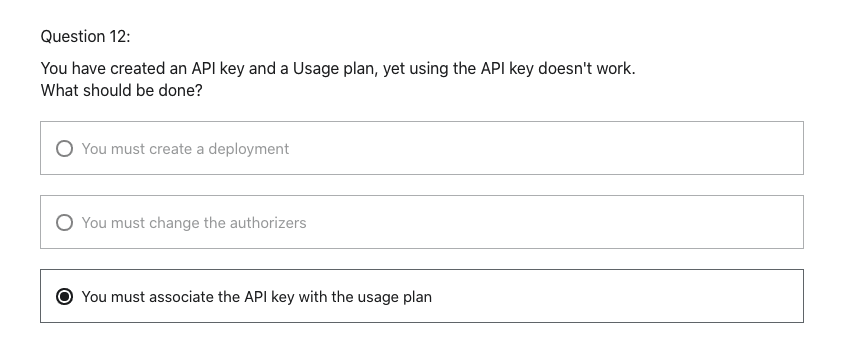 Question 12:
You have created an API key and a Usage plan, yet using the API key doesn't work.
What should be done?
You must create a deployment
You must change the authorizers
You must associate the API key with the usage plan